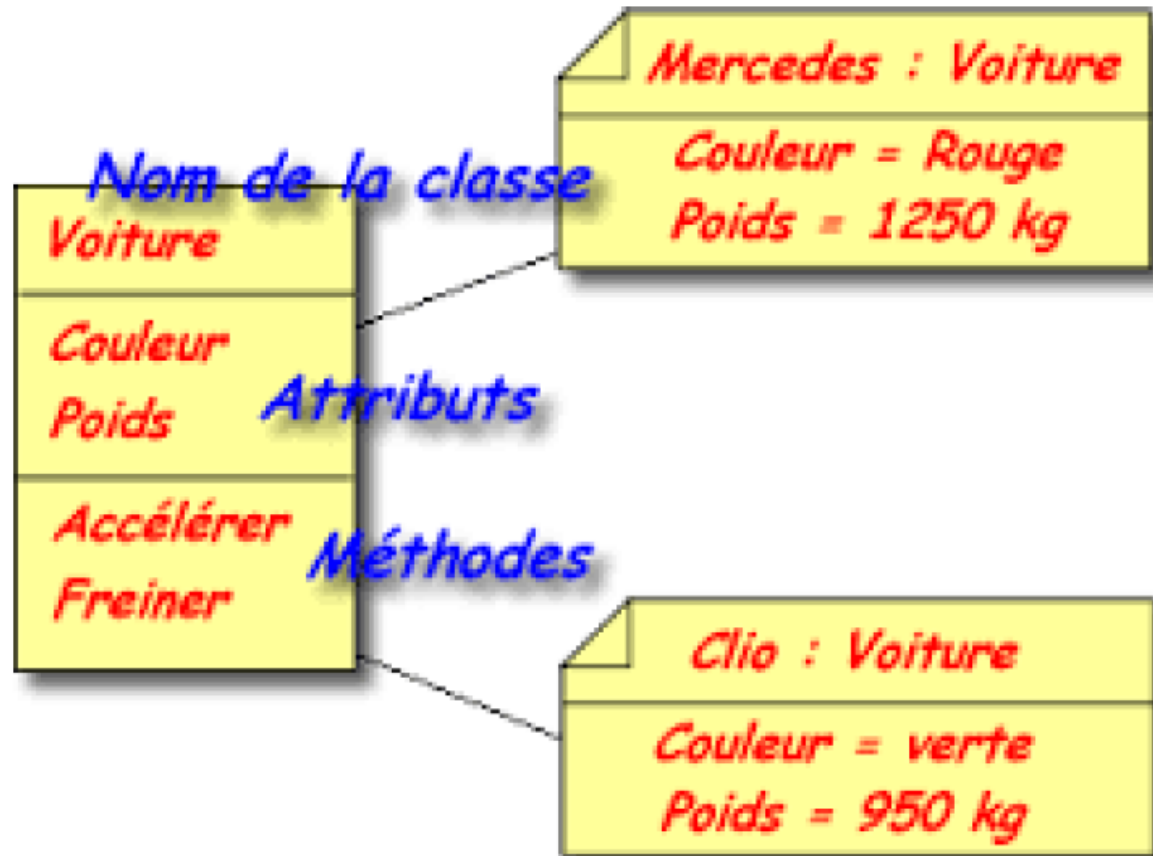 Nom de la classe
Voiture
Couleur
Poids
Attributs
Accélérer
Freiner
Méthodes
Mercedes : Voiture
Couleur = Rouge
Poids = 1250 kg
Clio : Voiture
Couleur = verte
Poids = 950 kg